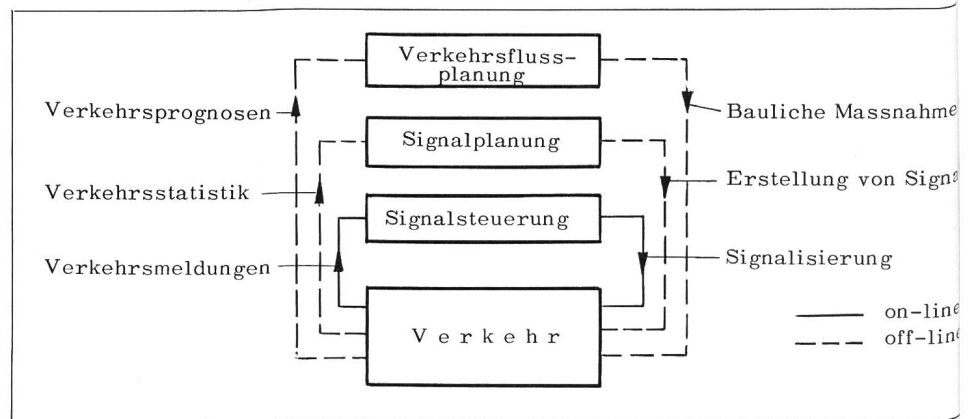 Verkehrsfluss-
planung
Verkehrsprognosen
Bauliche Massnahme
Signalplanung
Verkehrsstatistik
Erstellung von Signa
Signalsteuerung
Verkehrsmeldungen
Signalisierung
Verkehr
on-line
off-line